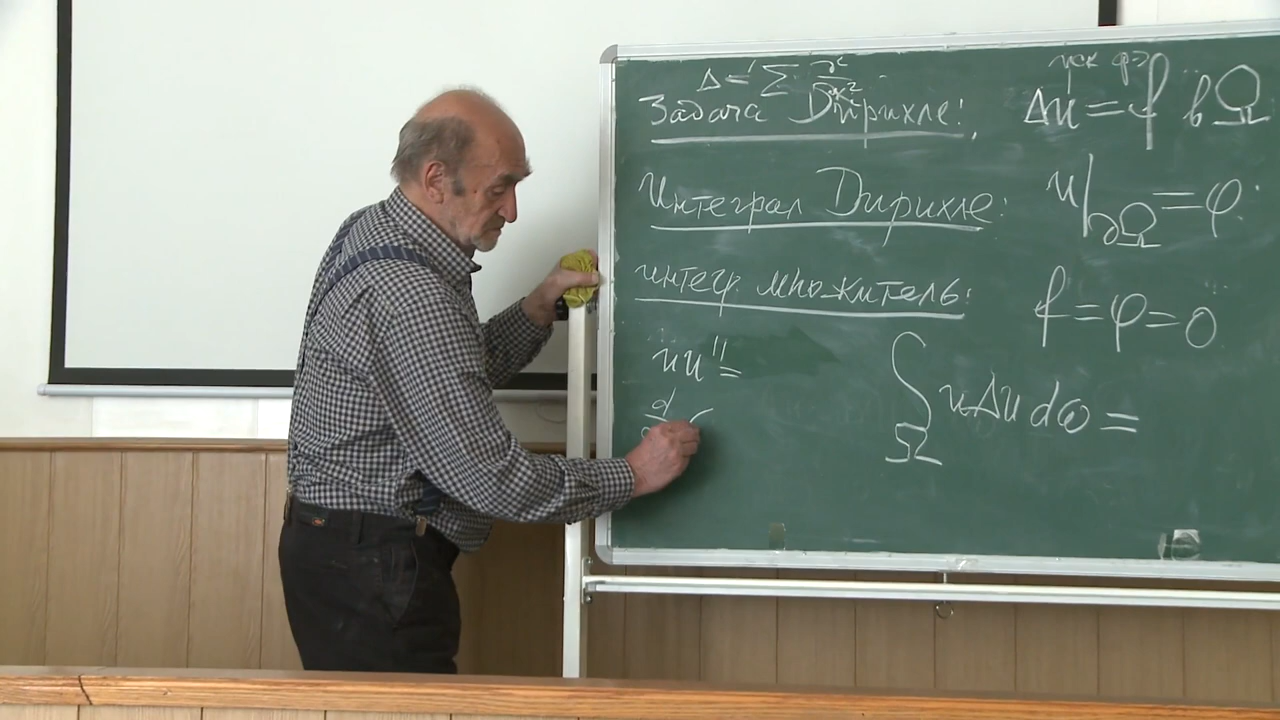 Δ = Σ ∂²/∂x²
Задача Дирихле:
Интеграл Дирихле:
интегр. множитель:
uu'' =
d
Δu = f в Ω
u|∂Ω = φ
f = φ = 0
∫Ω uΔu dω =